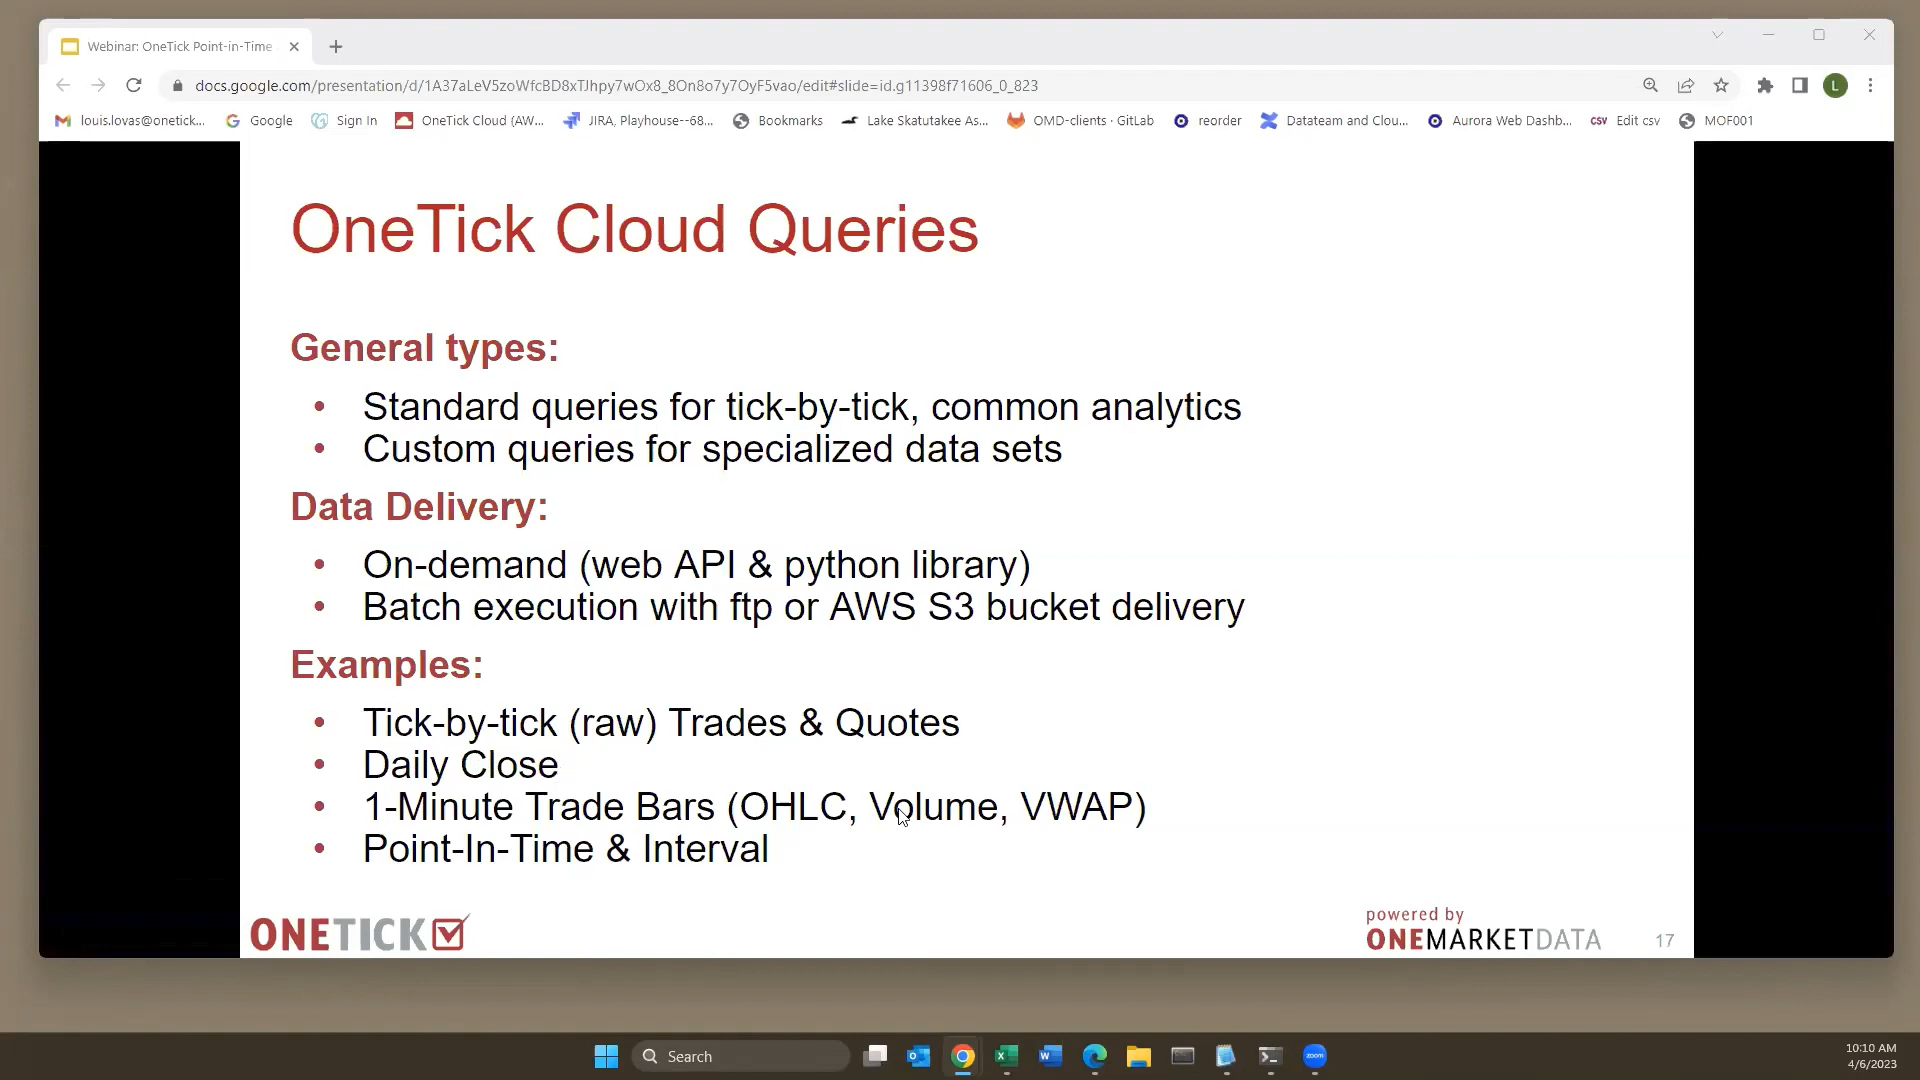 Webinar: OneTick Point-in-Time
docs.google.com/presentation/d/1A37aLeV5zoWfcBD8xTJhpy7wOx8_8On8o7y7OyF5vao/edit#slide=id.g11398f71606_0_823
L
louis.lovas@onetick...
Google
Sign In
OneTick Cloud (AW...
JIRA, Playhouse--68...
Bookmarks
Lake Skatutakee As...
OMD-clients · GitLab
reorder
Datateam and Clou...
Aurora Web Dashb...
CSV Edit csv
MOF001
OneTick Cloud Queries
General types:
• Standard queries for tick-by-tick, common analytics
• Custom queries for specialized data sets
Data Delivery:
• On-demand (web API & python library)
• Batch execution with ftp or AWS S3 bucket delivery
Examples:
• Tick-by-tick (raw) Trades & Quotes
• Daily Close
• 1-Minute Trade Bars (OHLC, Volume, VWAP)
• Point-In-Time & Interval
ONETICK
powered by
ONEMARKETDATA
17
Search
zoom
10:10 AM
4/6/2023